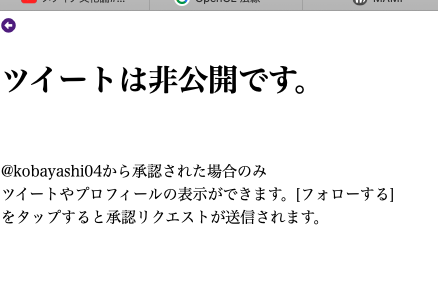 ツイートは非公開です。
@kobayashi04から承認された場合のみ
ツイートやプロフィールの表示ができます。[フォローする]
をタップすると承認リクエストが送信されます。